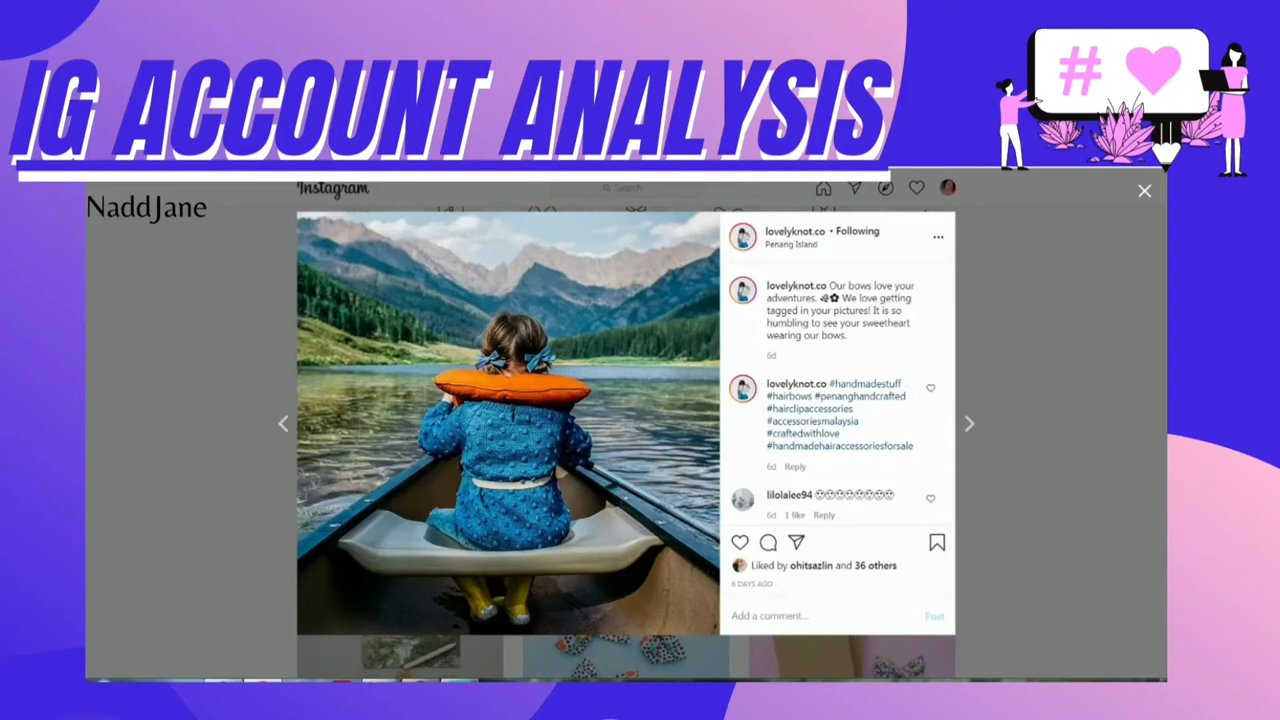 IG ACCOUNT ANALYSIS
#
NaddJane
Instagram
Search
lovelyknot.co • Following
Penang Island
lovelyknot.co Our bows love your
adventures. We love getting
tagged in your pictures! It is so
humbling to see your sweetheart
wearing our bows.
6d
lovelyknot.co #handmadestuff
#hairbows #penanghandcrafted
#hairclipaccessories
#accessoriesmalaysia
#craftedwithlove
#handmadehairaccessoriesforsale
6d Reply
lilolalee94
6d 1 like Reply
Liked by ohitsazlin and 36 others
6 DAYS AGO
Add a comment... Post